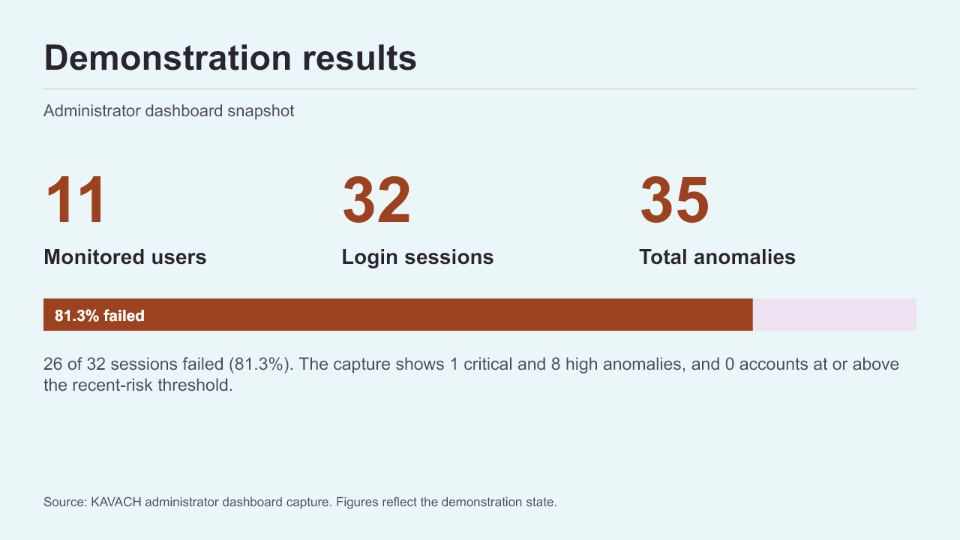 Demonstration results
Administrator dashboard snapshot
11
32
35
Monitored users
Login sessions
Total anomalies
81.3% failed
26 of 32 sessions failed (81.3%). The capture shows 1 critical and 8 high anomalies, and 0 accounts at or above
the recent-risk threshold.
Source: KAVACH administrator dashboard capture. Figures reflect the demonstration state.